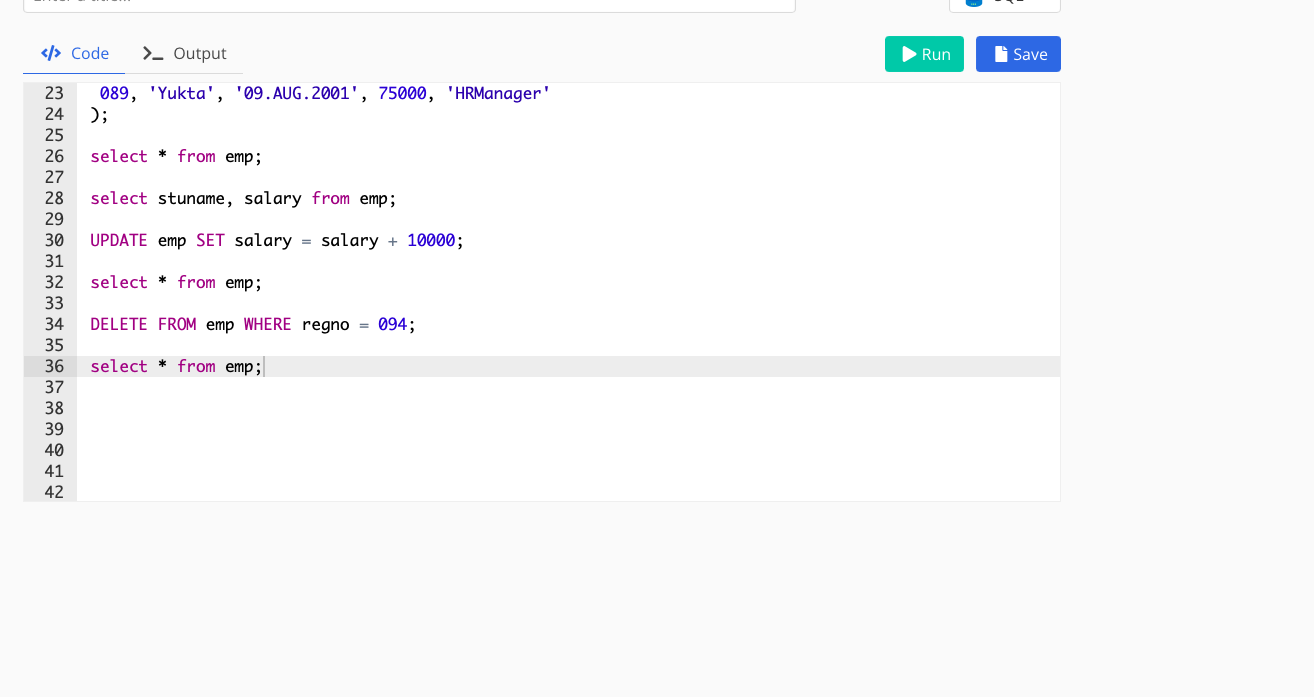 Code
Output
Run
Save
23 089, 'Yukta', '09.AUG.2001', 75000, 'HRManager'
24 );
25
26 select * from emp;
27
28 select stuname, salary from emp;
29
30 UPDATE emp SET salary = salary + 10000;
31
32 select * from emp;
33
34 DELETE FROM emp WHERE regno = 094;
35
36 select * from emp;
37
38
39
40
41
42